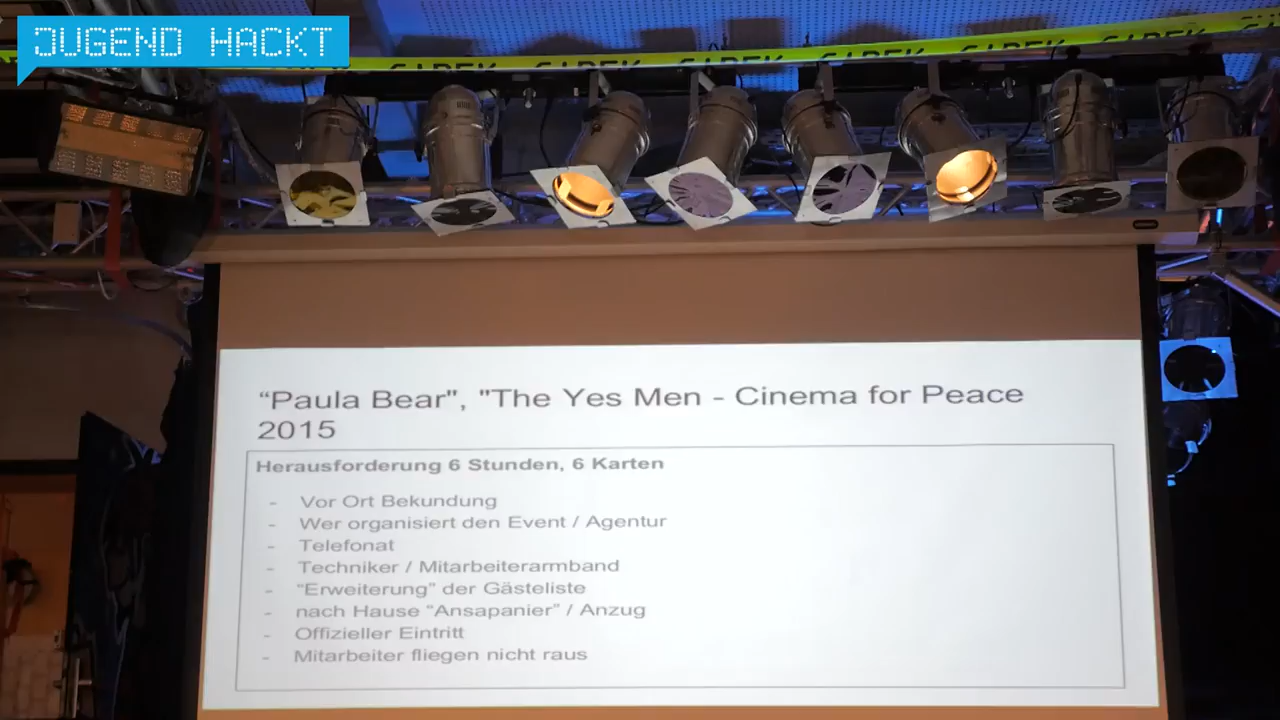 JUGEND HACKT
“Paula Bear", "The Yes Men - Cinema for Peace
2015
Herausforderung 6 Stunden, 6 Karten
- Vor Ort Bekundung
- Wer organisiert den Event / Agentur
- Telefonat
- Techniker / Mitarbeiterarmband
- “Erweiterung” der Gästeliste
- nach Hause “Ansapanier” / Anzug
- Offizieller Eintritt
- Mitarbeiter fliegen nicht raus